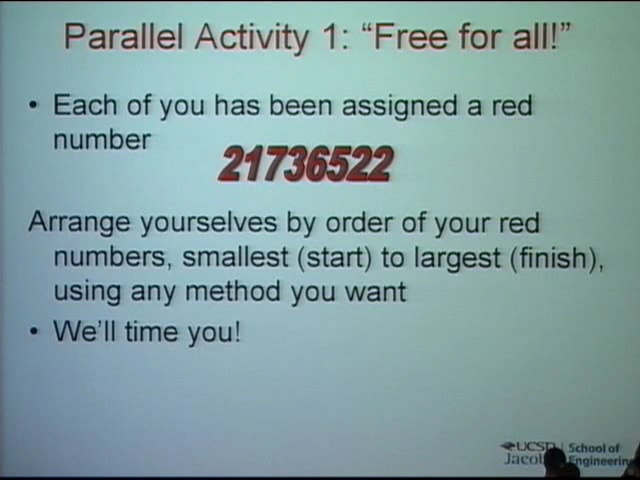 Parallel Activity 1: “Free for all!”
• Each of you has been assigned a red
number
21736522
Arrange yourselves by order of your red
numbers, smallest (start) to largest (finish),
using any method you want
• We’ll time you!
UCSD School of
Engineering